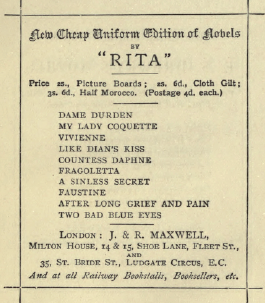 New Cheap Uniform Edition of Novels
BY
"RITA"
Price 2s., Picture Boards; 2s. 6d., Cloth Gilt;
3s. 6d., Half Morocco. (Postage 4d. each.)
DAME DURDEN
MY LADY COQUETTE
VIVIENNE
LIKE DIAN'S KISS
COUNTESS DAPHNE
FRAGOLETTA
A SINLESS SECRET
FAUSTINE
AFTER LONG GRIEF AND PAIN
TWO BAD BLUE EYES
LONDON: J. & R. MAXWELL,
MILTON HOUSE, 14 & 15, SHOE LANE, FLEET ST.,
AND
35, ST. BRIDE ST., LUDGATE CIRCUS, E.C.
And at all Railway Bookstalls, Booksellers, etc.